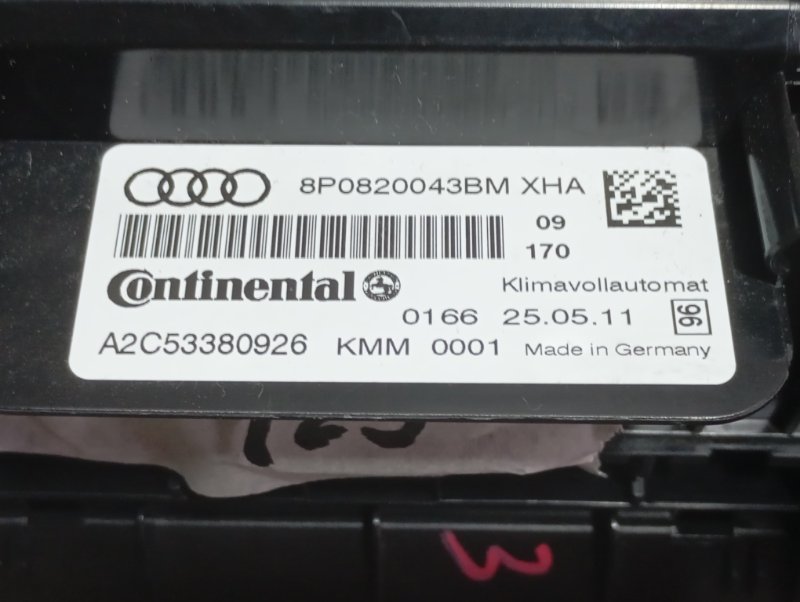 8P0820043BM XHA
09
170
Continental
Klimavollautomat
0166 25.05.11
96
A2C53380926 KMM 0001 Made in Germany